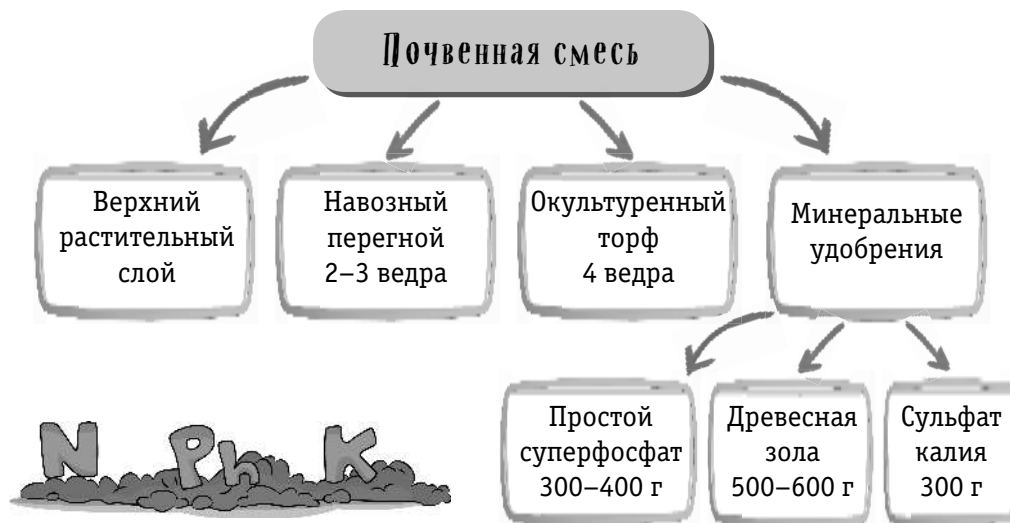 Почвенная смесь
Верхний
растительный
слой
Навозный
перегной
2–3 ведра
Окультуренный
торф
4 ведра
Минеральные
удобрения
Простой
суперфосфат
300–400 г
Древесная
зола
500–600 г
Сульфат
калия
300 г
N Ph K